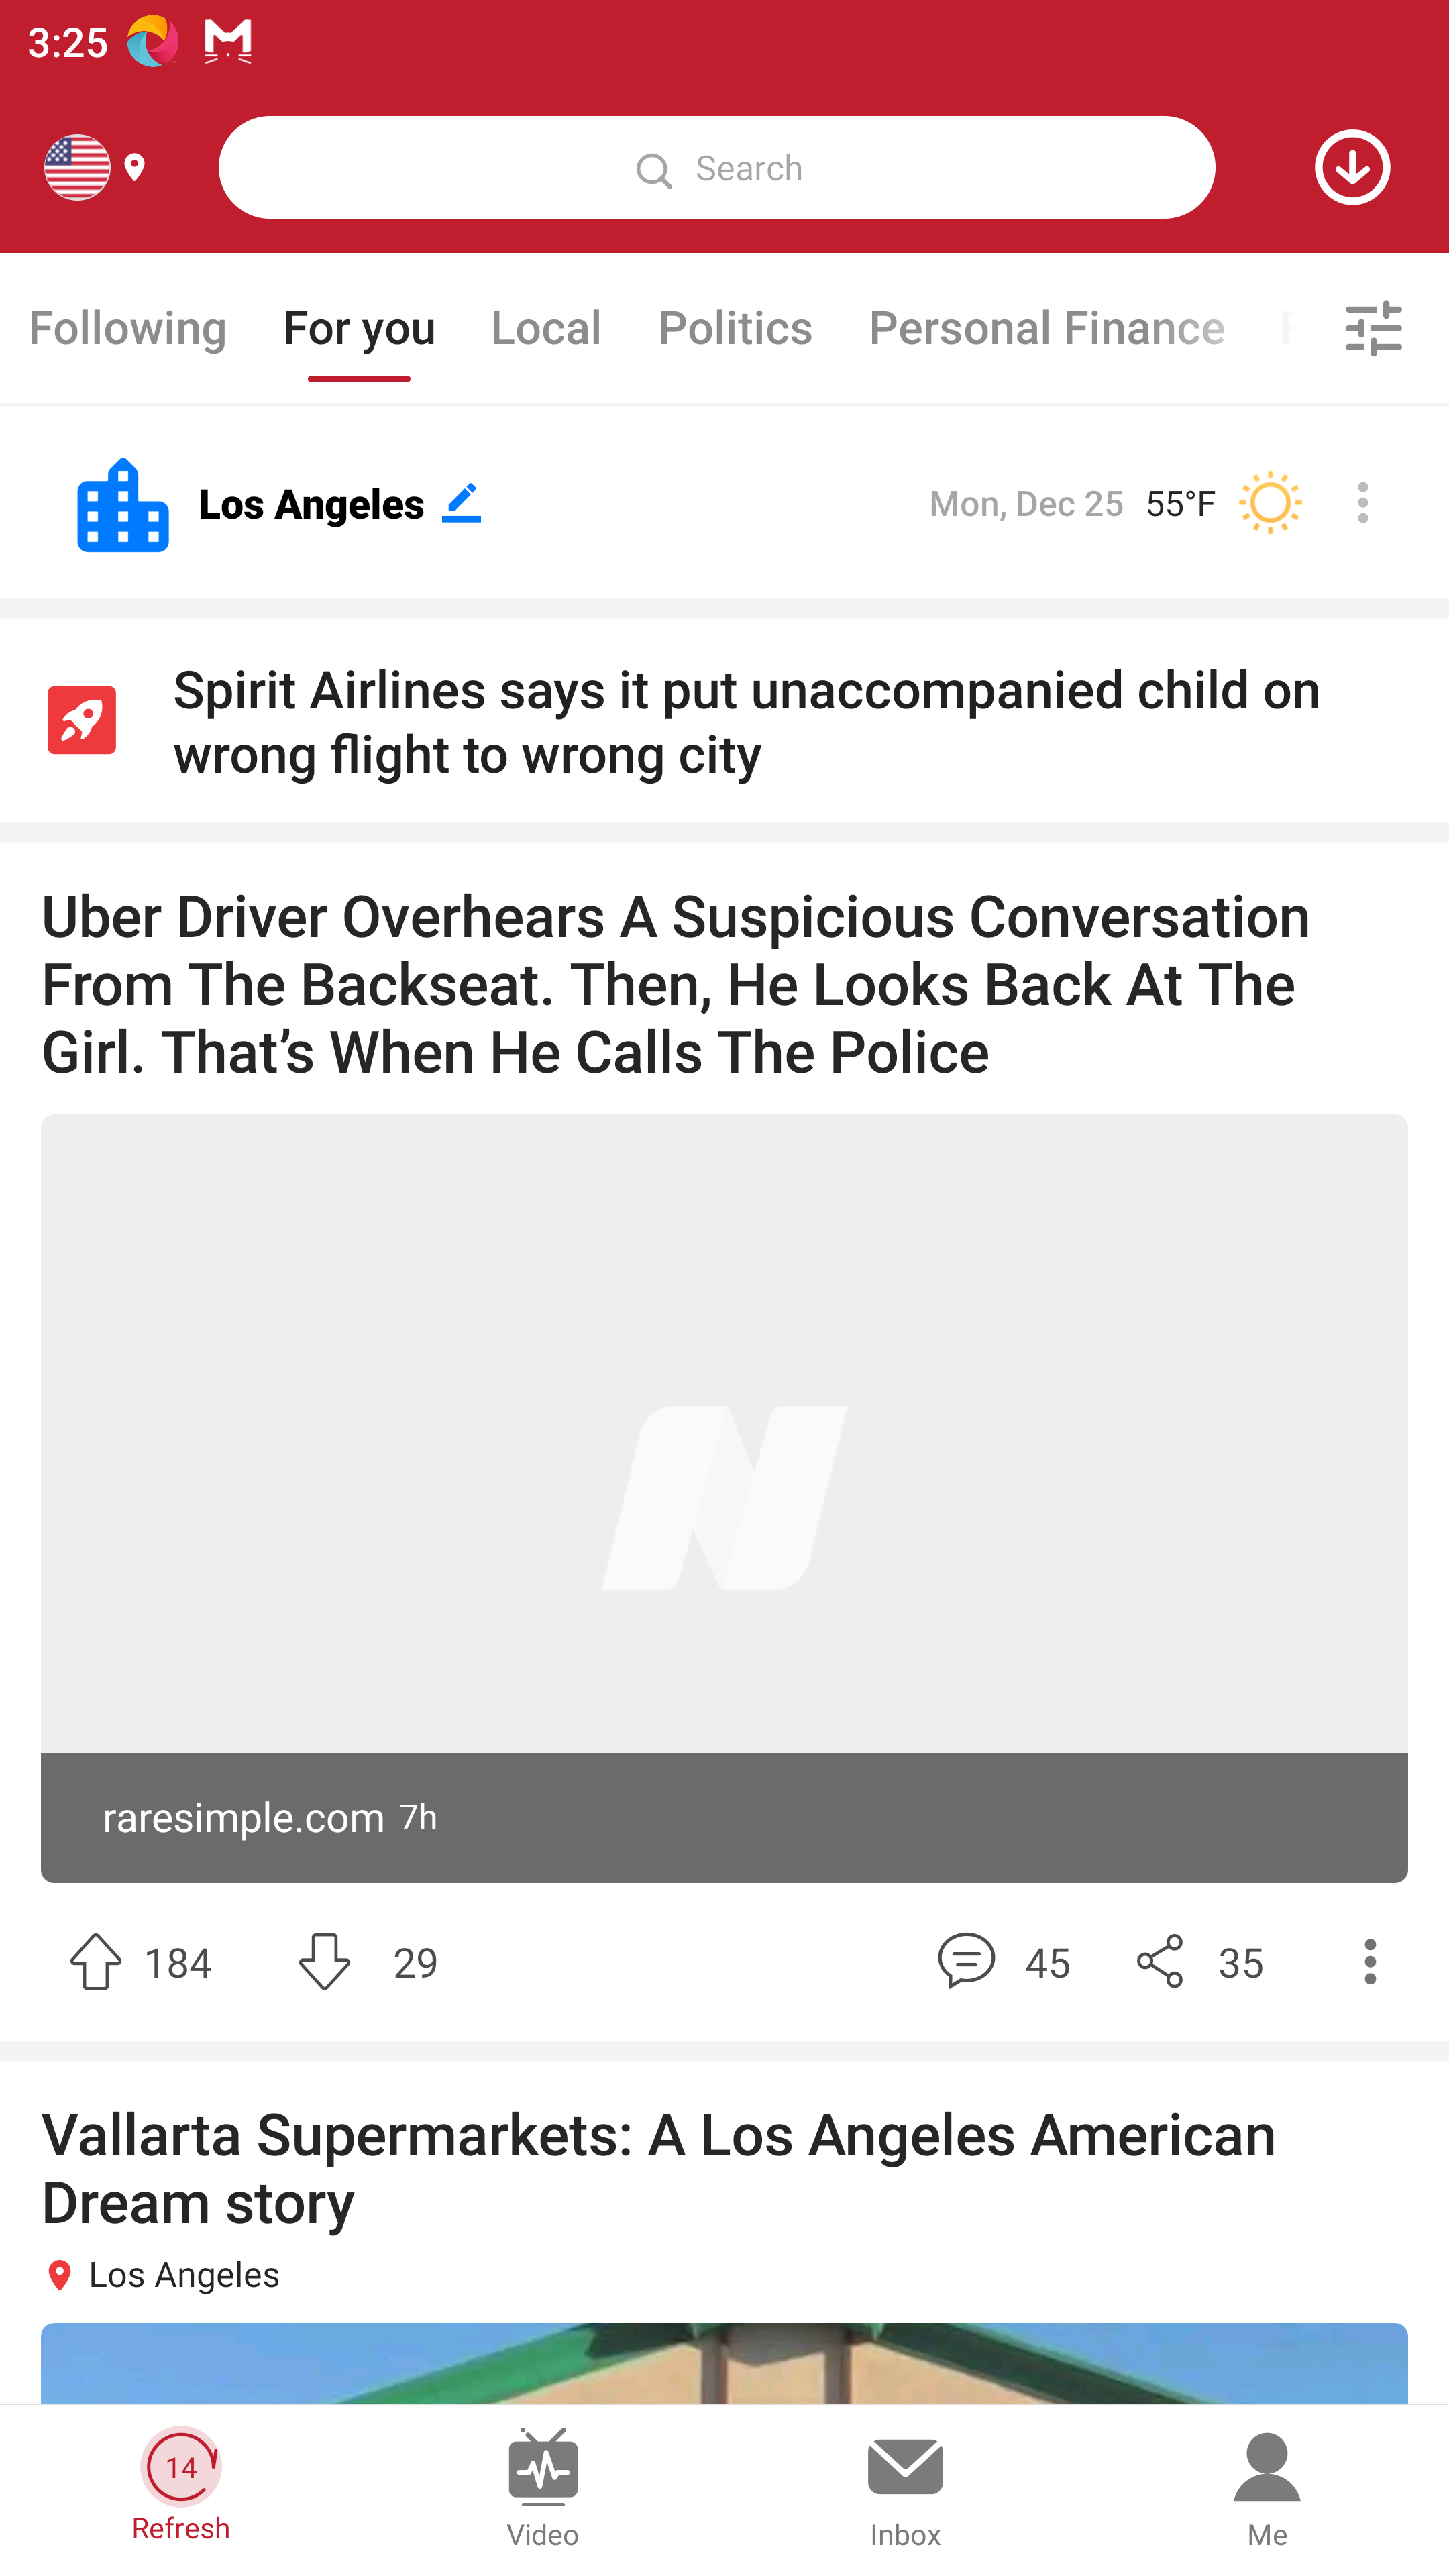 3:25
Search
Following For you Local Politics Personal Finance
Los Angeles Mon, Dec 25 55°F
Spirit Airlines says it put unaccompanied child on
wrong flight to wrong city
Uber Driver Overhears A Suspicious Conversation
From The Backseat. Then, He Looks Back At The
Girl. That’s When He Calls The Police
raresimple.com 7h
184 29 45 35
Vallarta Supermarkets: A Los Angeles American
Dream story
Los Angeles
14
Refresh Video Inbox Me